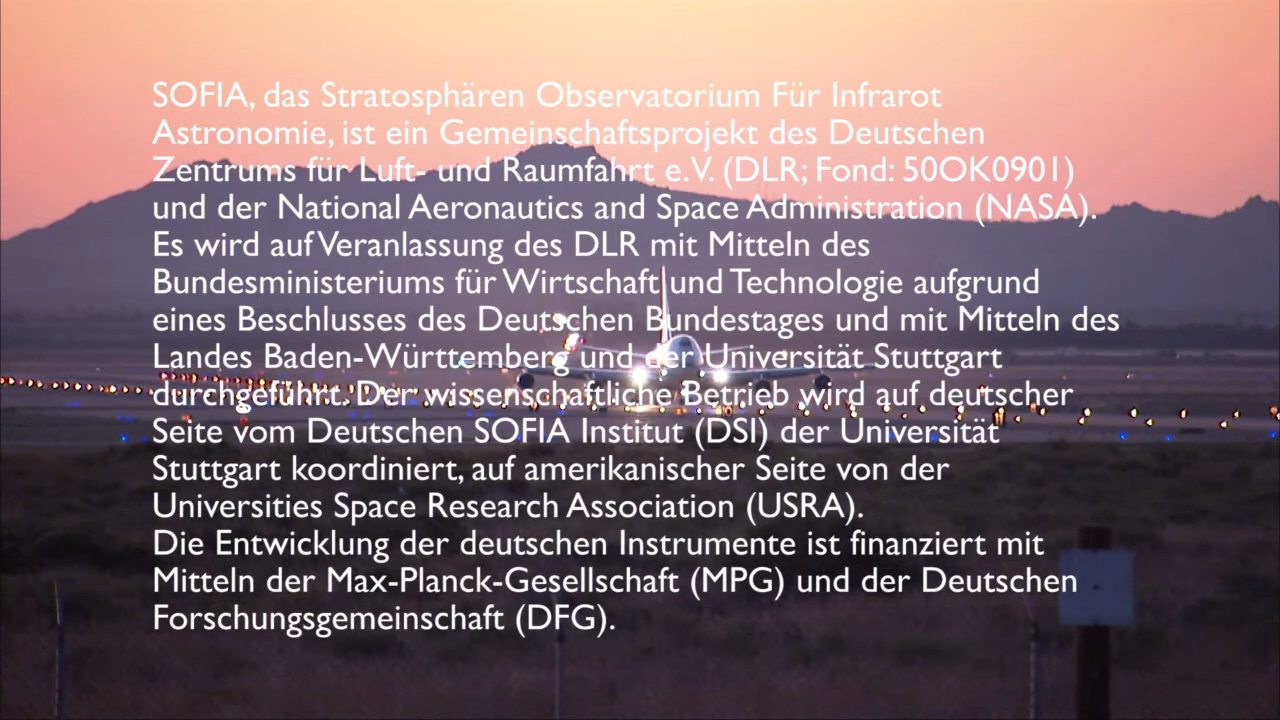 SOFIA, das Stratosphären Observatorium Für Infrarot
Astronomie, ist ein Gemeinschaftsprojekt des Deutschen
Zentrums für Luft- und Raumfahrt e.V. (DLR; Fond: 50OK0901)
und der National Aeronautics and Space Administration (NASA).
Es wird auf Veranlassung des DLR mit Mitteln des
Bundesministeriums für Wirtschaft und Technologie aufgrund
eines Beschlusses des Deutschen Bundestages und mit Mitteln des
Landes Baden-Württemberg und der Universität Stuttgart
durchgeführt. Der wissenschaftliche Betrieb wird auf deutscher
Seite vom Deutschen SOFIA Institut (DSI) der Universität
Stuttgart koordiniert, auf amerikanischer Seite von der
Universities Space Research Association (USRA).
Die Entwicklung der deutschen Instrumente ist finanziert mit
Mitteln der Max-Planck-Gesellschaft (MPG) und der Deutschen
Forschungsgemeinschaft (DFG).